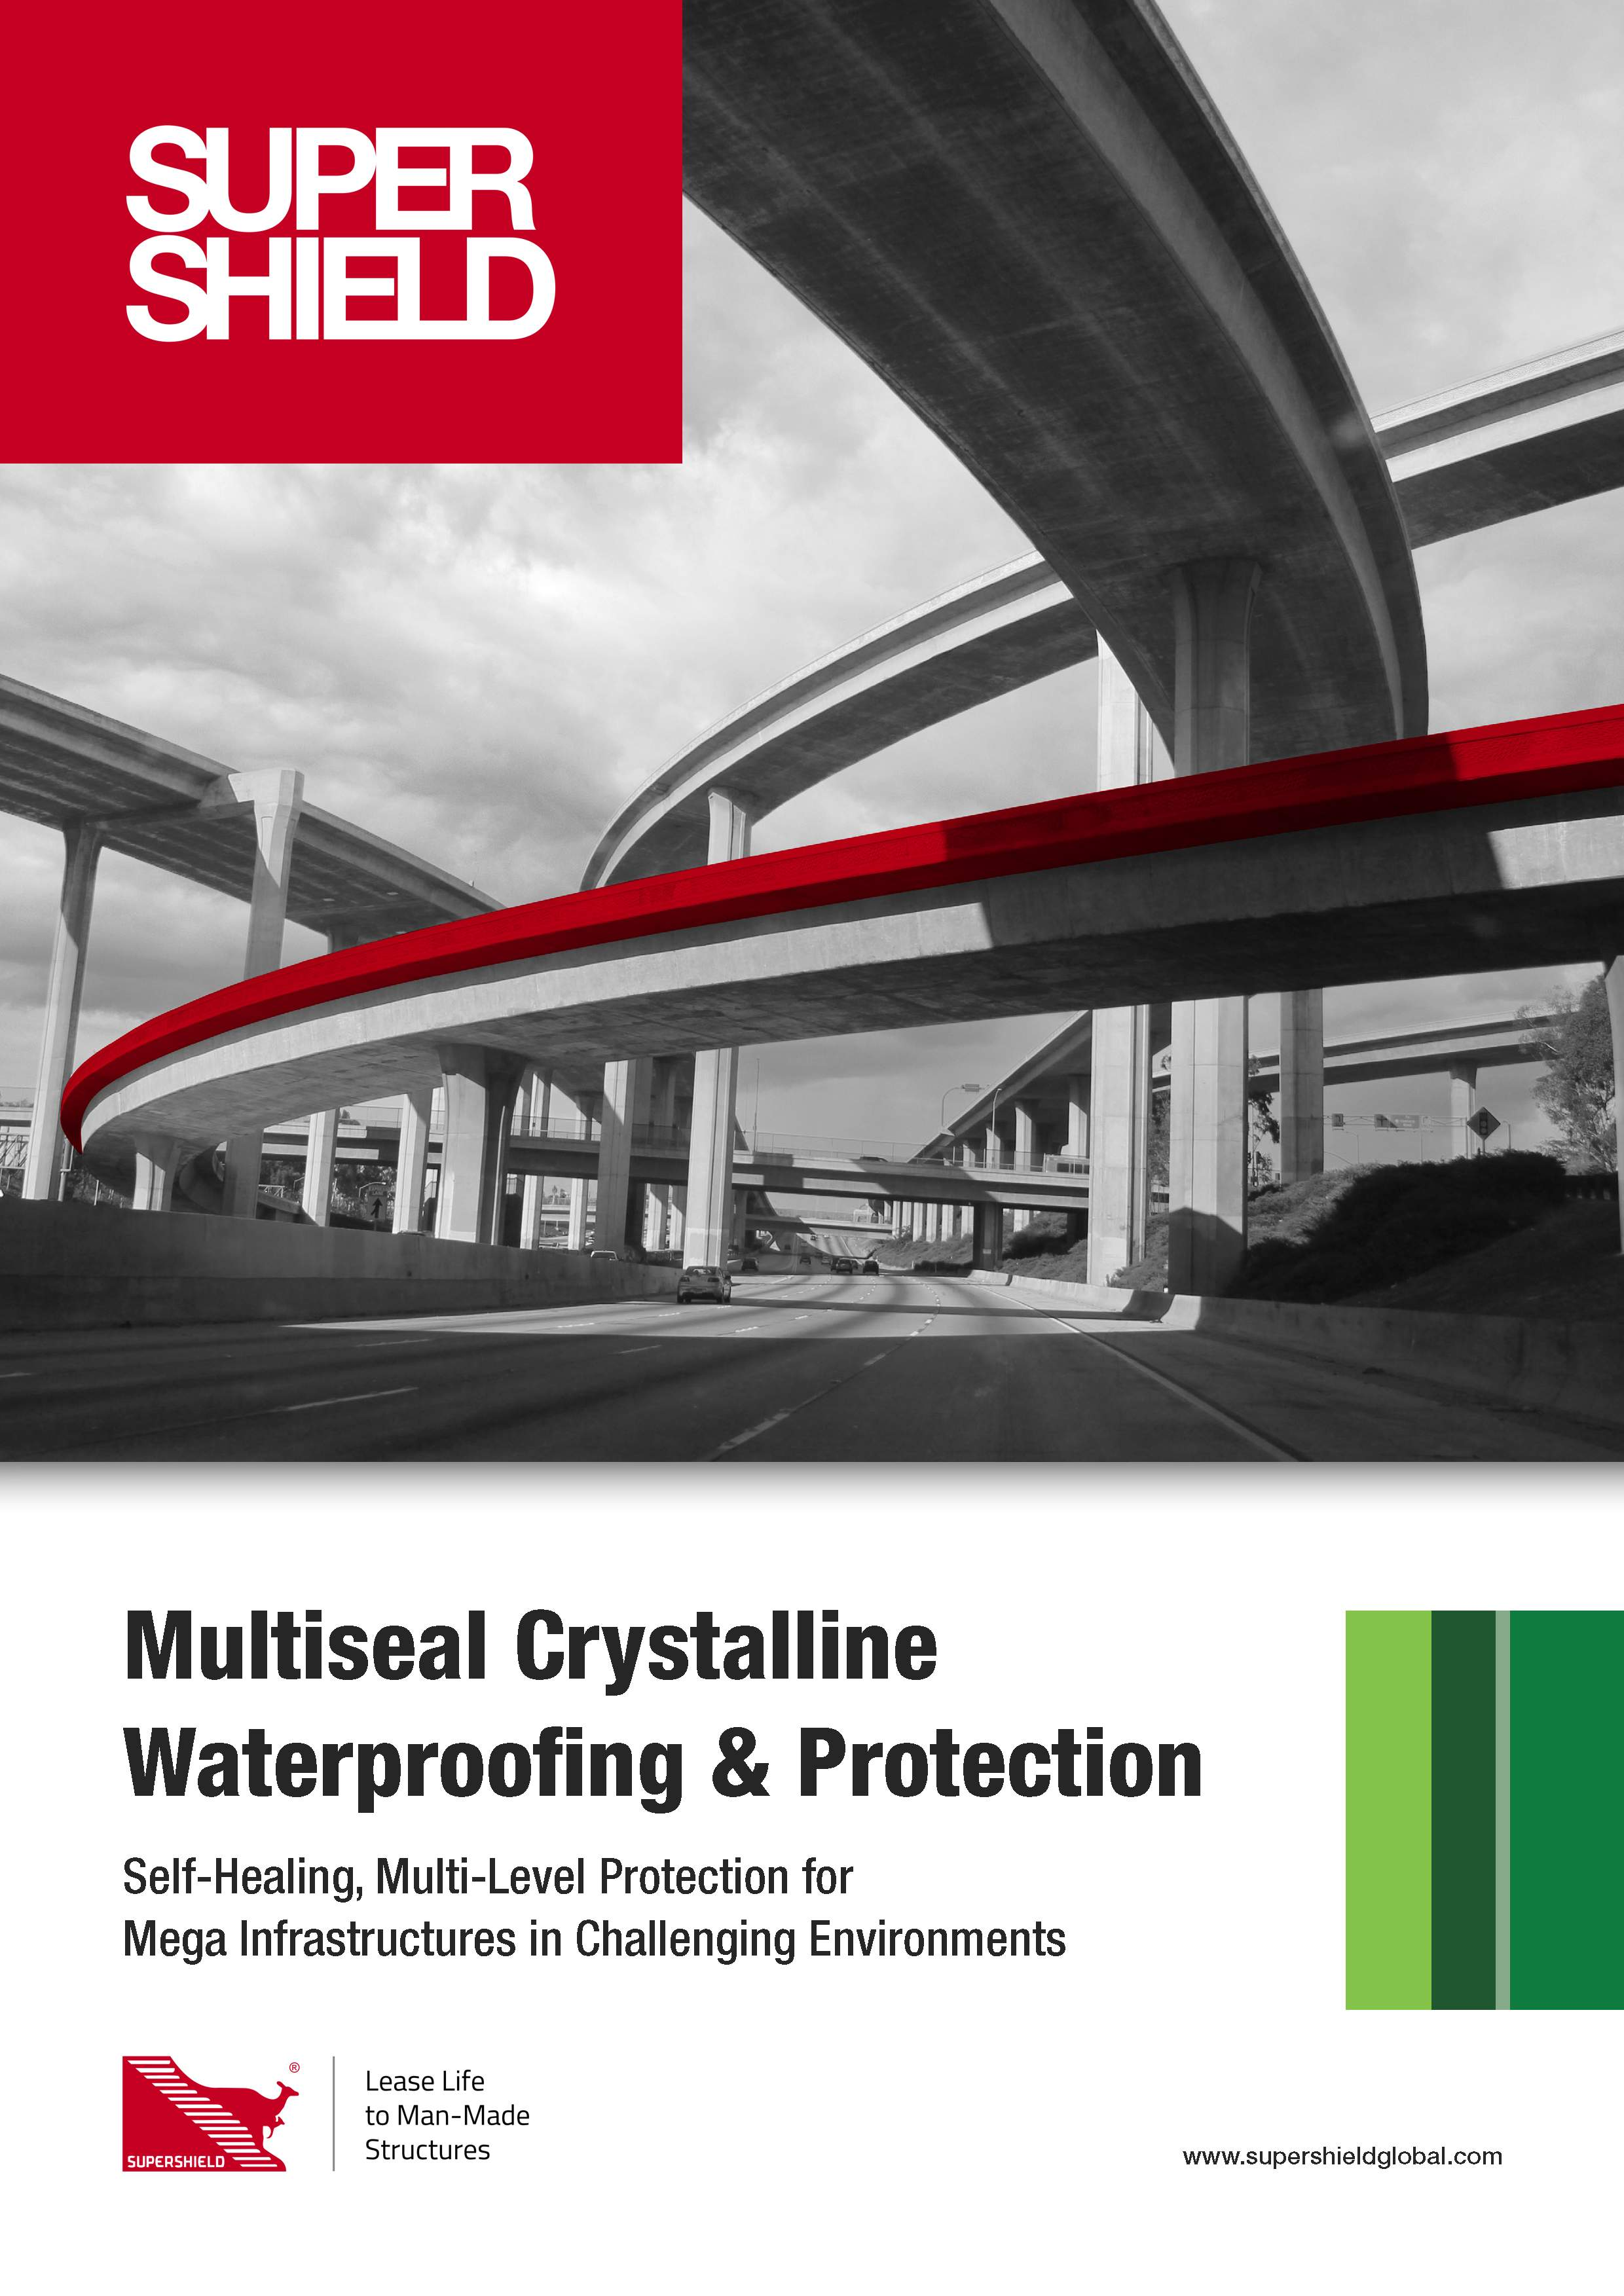 SUPER
SHIELD
Multiseal Crystalline
Waterproofing & Protection
Self-Healing, Multi-Level Protection for
Mega Infrastructures in Challenging Environments
®
SUPERSHIELD
Lease Life
to Man-Made
Structures
www.supershieldglobal.com